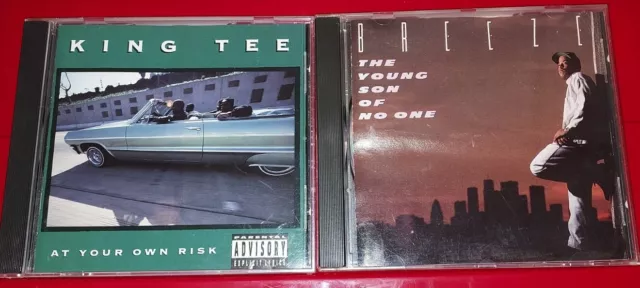 KING TEE
AT YOUR OWN RISK
PARENTAL
ADVISORY
EXPLICIT LYRICS
BREEZE
THE
YOUNG
SON
OF
NO ONE